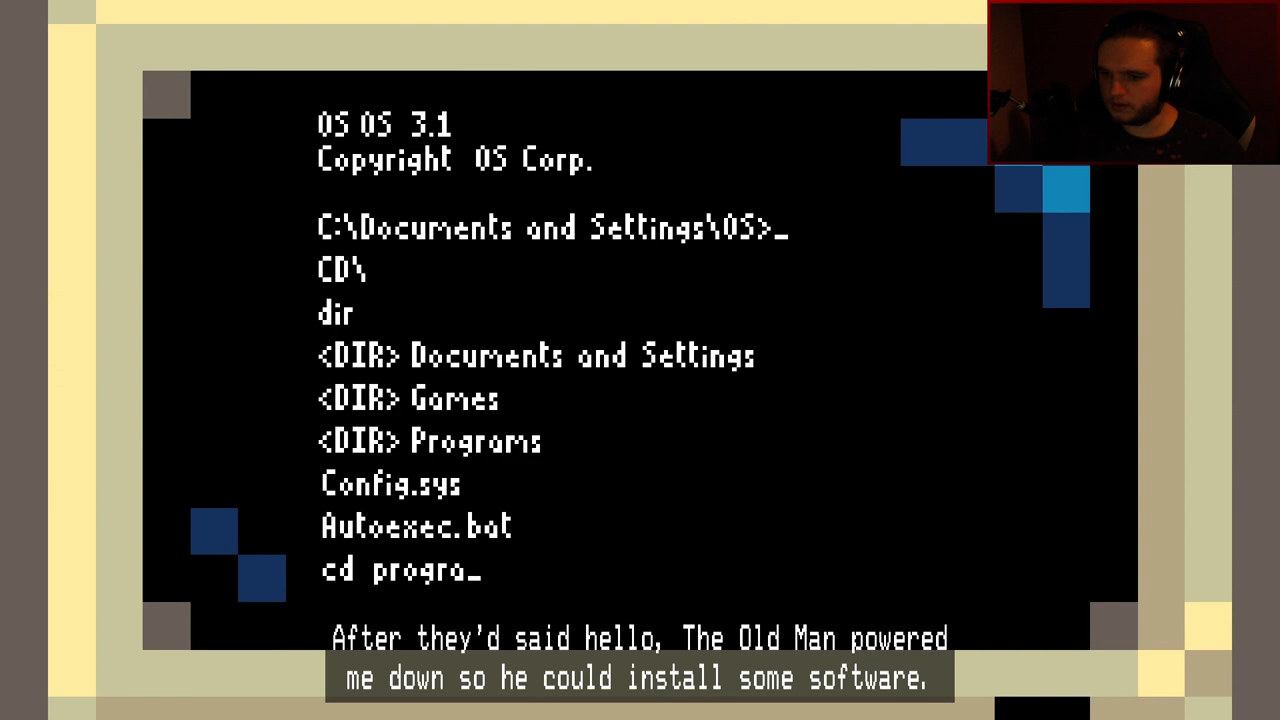 OS OS 3.1
Copyright OS Corp.
C:\Documents and Settings\OS>_
CD\
dir
<DIR> Documents and Settings
<DIR> Games
<DIR> Programs
Config.sys
Autoexec.bat
cd progra_
After they'd said hello, The Old Man powered
me down so he could install some software.